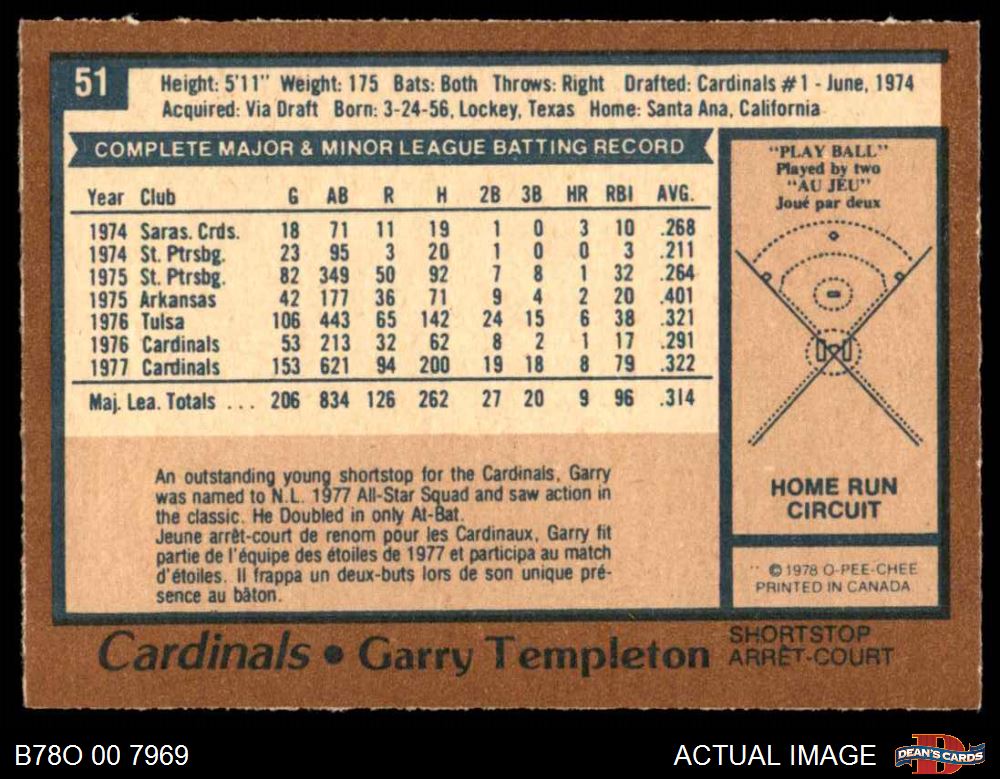 51
Height: 5'11" Weight: 175 Bats: Both Throws: Right Drafted: Cardinals #1 - June, 1974
Acquired: Via Draft Born: 3-24-56, Lockey, Texas Home: Santa Ana, California
COMPLETE MAJOR & MINOR LEAGUE BATTING RECORD
Year Club G AB R H 2B 3B HR RBI AVG.
1974 Saras. Crds. 18 71 11 19 1 0 3 10 .268
1974 St. Ptrsbg. 23 95 3 20 1 0 0 3 .211
1975 St. Ptrsbg. 82 349 50 92 7 8 1 32 .264
1975 Arkansas 42 177 36 71 9 4 2 20 .401
1976 Tulsa 106 443 65 142 24 15 6 38 .321
1976 Cardinals 53 213 32 62 8 2 1 17 .291
1977 Cardinals 153 621 94 200 19 18 8 79 .322
Maj. Lea. Totals ... 206 834 126 262 27 20 9 96 .314
An outstanding young shortstop for the Cardinals, Garry
was named to N.L. 1977 All-Star Squad and saw action in
the classic. He Doubled in only At-Bat.
Jeune arrêt-court de renom pour les Cardinaux, Garry fit
partie de l'équipe des étoiles de 1977 et participa au match
d'étoiles. Il frappa un deux-buts lors de son unique pré-
sence au bâton.
"PLAY BALL"
Played by two
"AU JEU"
Joué par deux
HOME RUN
CIRCUIT
© 1978 O-PEE-CHEE
PRINTED IN CANADA
Cardinals • Garry Templeton
SHORTSTOP
ARRÊT-COURT
B78O 00 7969
ACTUAL IMAGE
DEAN'S CARDS